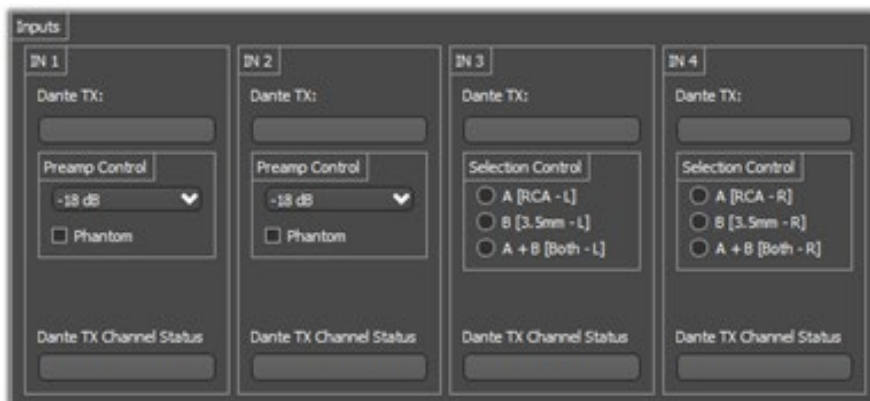 Inputs
IN 1
Dante TX:
Preamp Control
-18 dB
Phantom
Dante TX Channel Status
IN 2
Dante TX:
Preamp Control
-18 dB
Phantom
Dante TX Channel Status
IN 3
Dante TX:
Selection Control
A [RCA - L]
B [3.5mm - L]
A + B [Both - L]
Dante TX Channel Status
IN 4
Dante TX:
Selection Control
A [RCA - R]
B [3.5mm - R]
A + B [Both - R]
Dante TX Channel Status